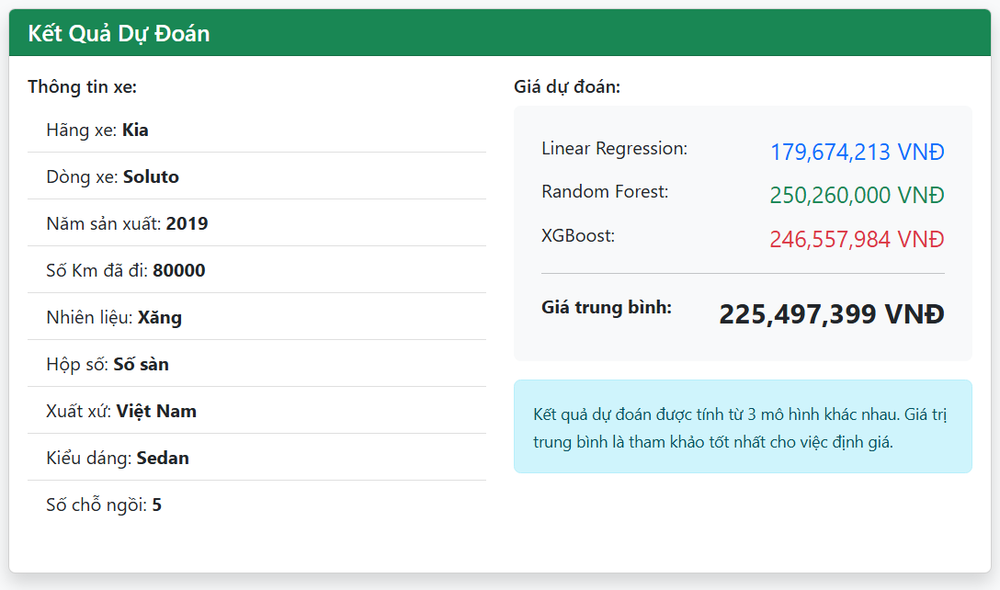 Kết Quả Dự Đoán
Thông tin xe:
Hãng xe: Kia
Dòng xe: Soluto
Năm sản xuất: 2019
Số Km đã đi: 80000
Nhiên liệu: Xăng
Hộp số: Số sàn
Xuất xứ: Việt Nam
Kiểu dáng: Sedan
Số chỗ ngồi: 5
Giá dự đoán:
Linear Regression: 179,674,213 VNĐ
Random Forest: 250,260,000 VNĐ
XGBoost: 246,557,984 VNĐ
Giá trung bình: 225,497,399 VNĐ
Kết quả dự đoán được tính từ 3 mô hình khác nhau. Giá trị
trung bình là tham khảo tốt nhất cho việc định giá.